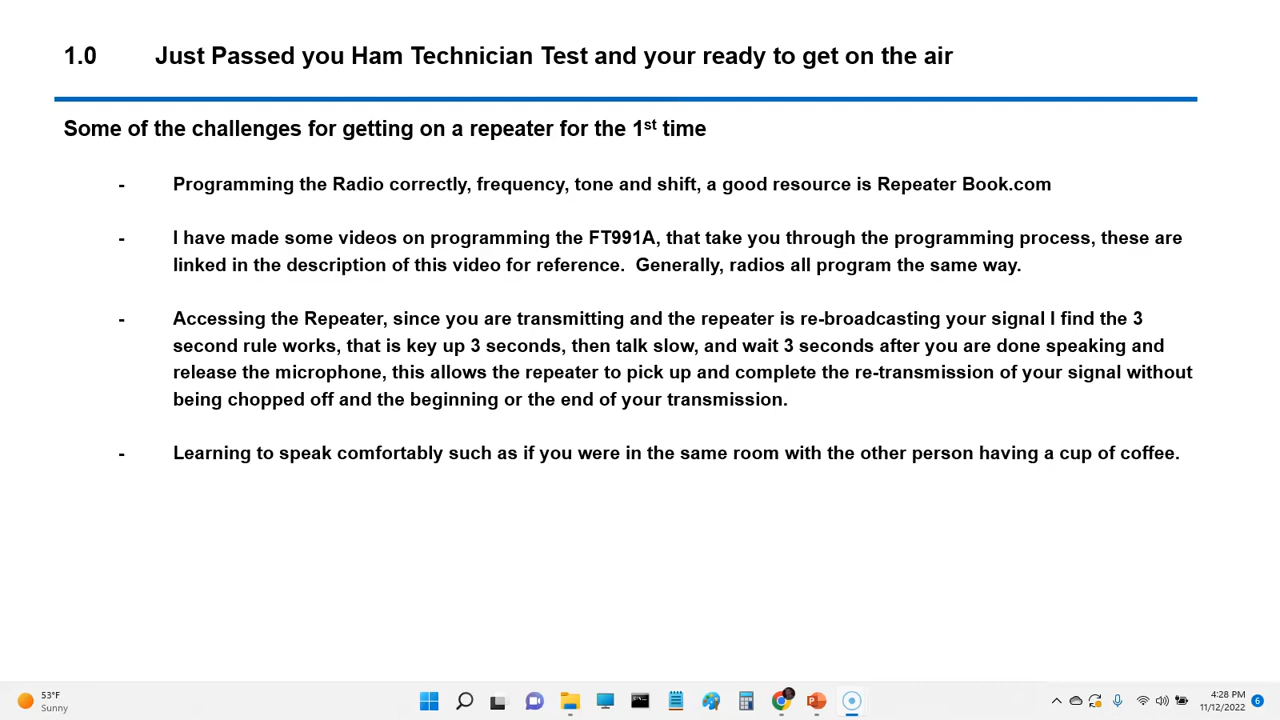 1.0 Just Passed you Ham Technician Test and your ready to get on the air
Some of the challenges for getting on a repeater for the 1st time
- Programming the Radio correctly, frequency, tone and shift, a good resource is Repeater Book.com
- I have made some videos on programming the FT991A, that take you through the programming process, these are
linked in the description of this video for reference. Generally, radios all program the same way.
- Accessing the Repeater, since you are transmitting and the repeater is re-broadcasting your signal I find the 3
second rule works, that is key up 3 seconds, then talk slow, and wait 3 seconds after you are done speaking and
release the microphone, this allows the repeater to pick up and complete the re-transmission of your signal without
being chopped off and the beginning or the end of your transmission.
- Learning to speak comfortably such as if you were in the same room with the other person having a cup of coffee.
53°F
Sunny
4:28 PM
11/12/2022
6